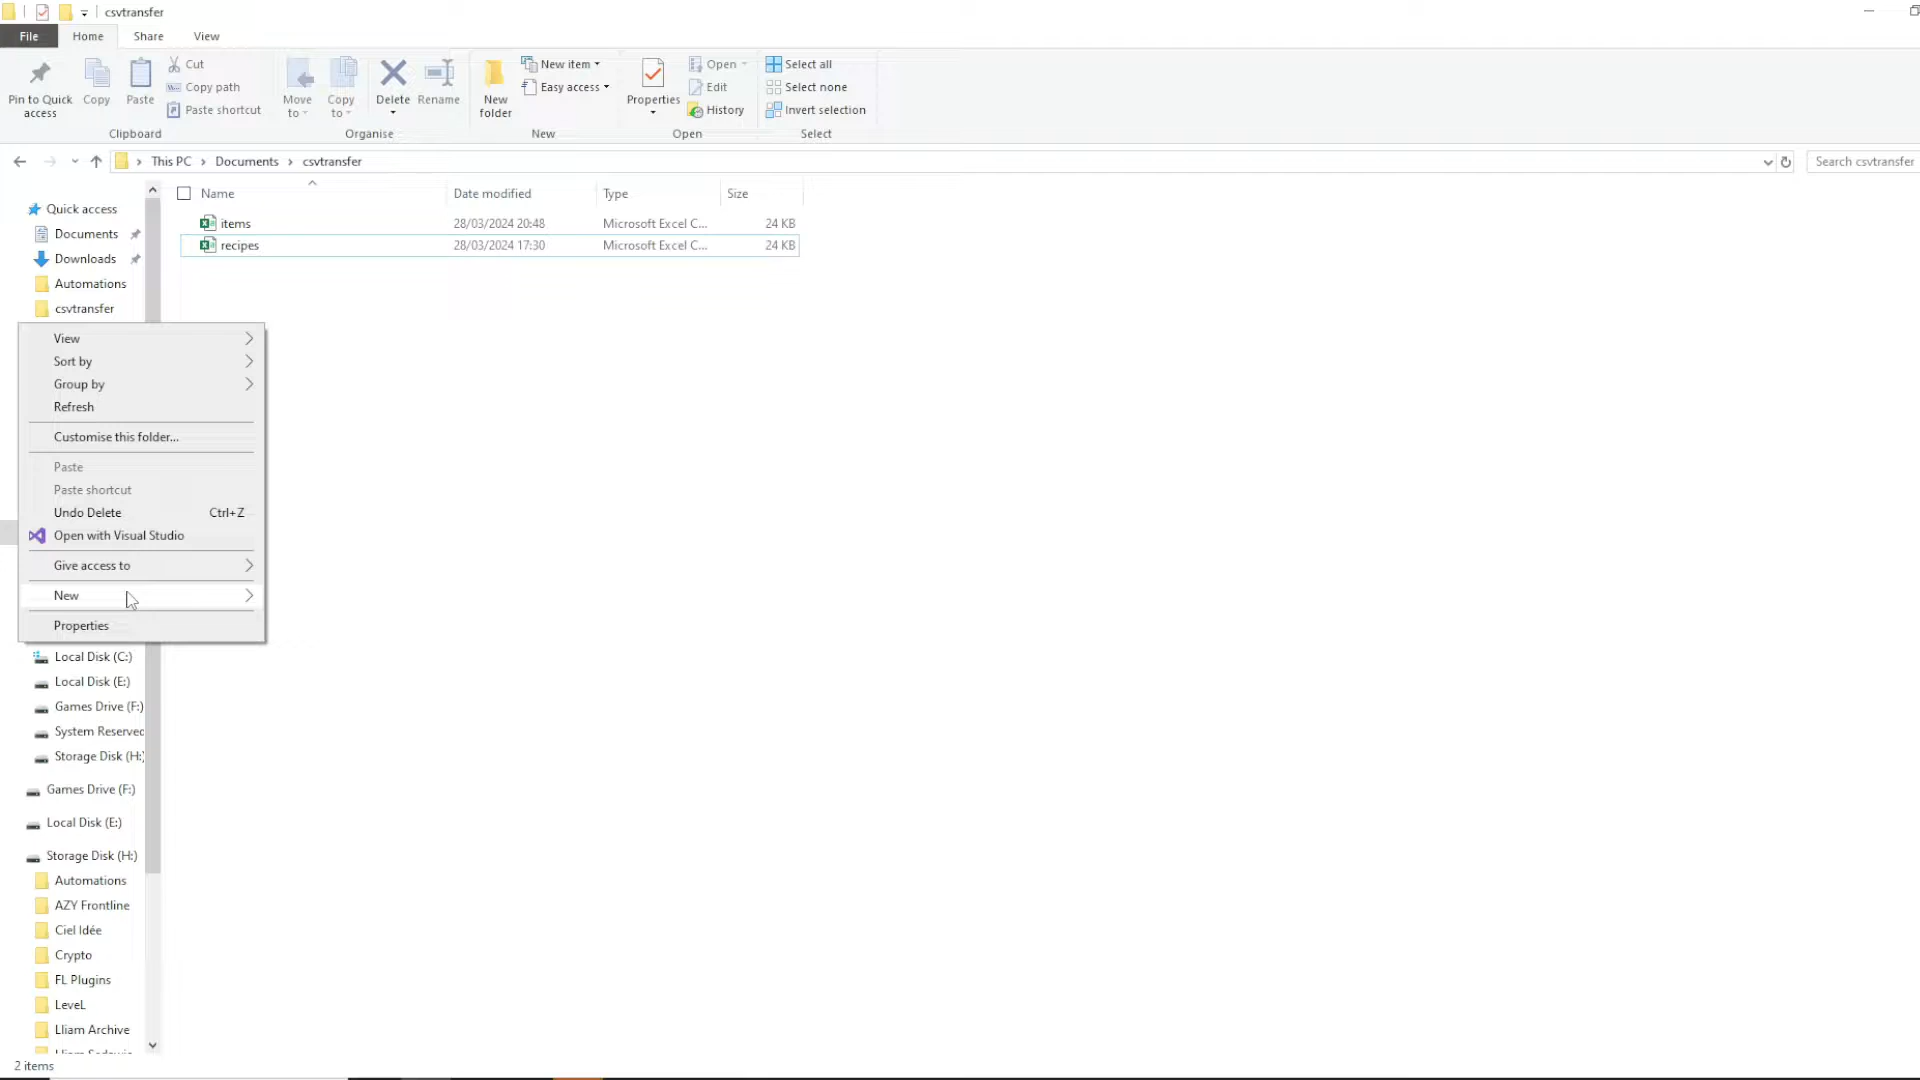 csvtransfer
File Home Share View
Pin to Quick access
Copy
Paste
Cut
Copy path
Paste shortcut
Clipboard
Move to
Copy to
Delete
Rename
Organise
New folder
New item
Easy access
New
Properties
Open
Edit
History
Open
Select all
Select none
Invert selection
Select
This PC > Documents > csvtransfer
Search csvtransfer
Name Date modified Type Size
items 28/03/2024 20:48 Microsoft Excel C... 24 KB
recipes 28/03/2024 17:30 Microsoft Excel C... 24 KB
Quick access
Documents
Downloads
Automations
csvtransfer
View
Sort by
Group by
Refresh
Customise this folder...
Paste
Paste shortcut
Undo Delete Ctrl+Z
Open with Visual Studio
Give access to
New
Properties
Local Disk (C:)
Local Disk (E:)
Games Drive (F:)
System Reserved
Storage Disk (H:)
Games Drive (F:)
Local Disk (E:)
Storage Disk (H:)
Automations
AZY Frontline
Ciel Idée
Crypto
FL Plugins
LeveL
Lliam Archive
2 items